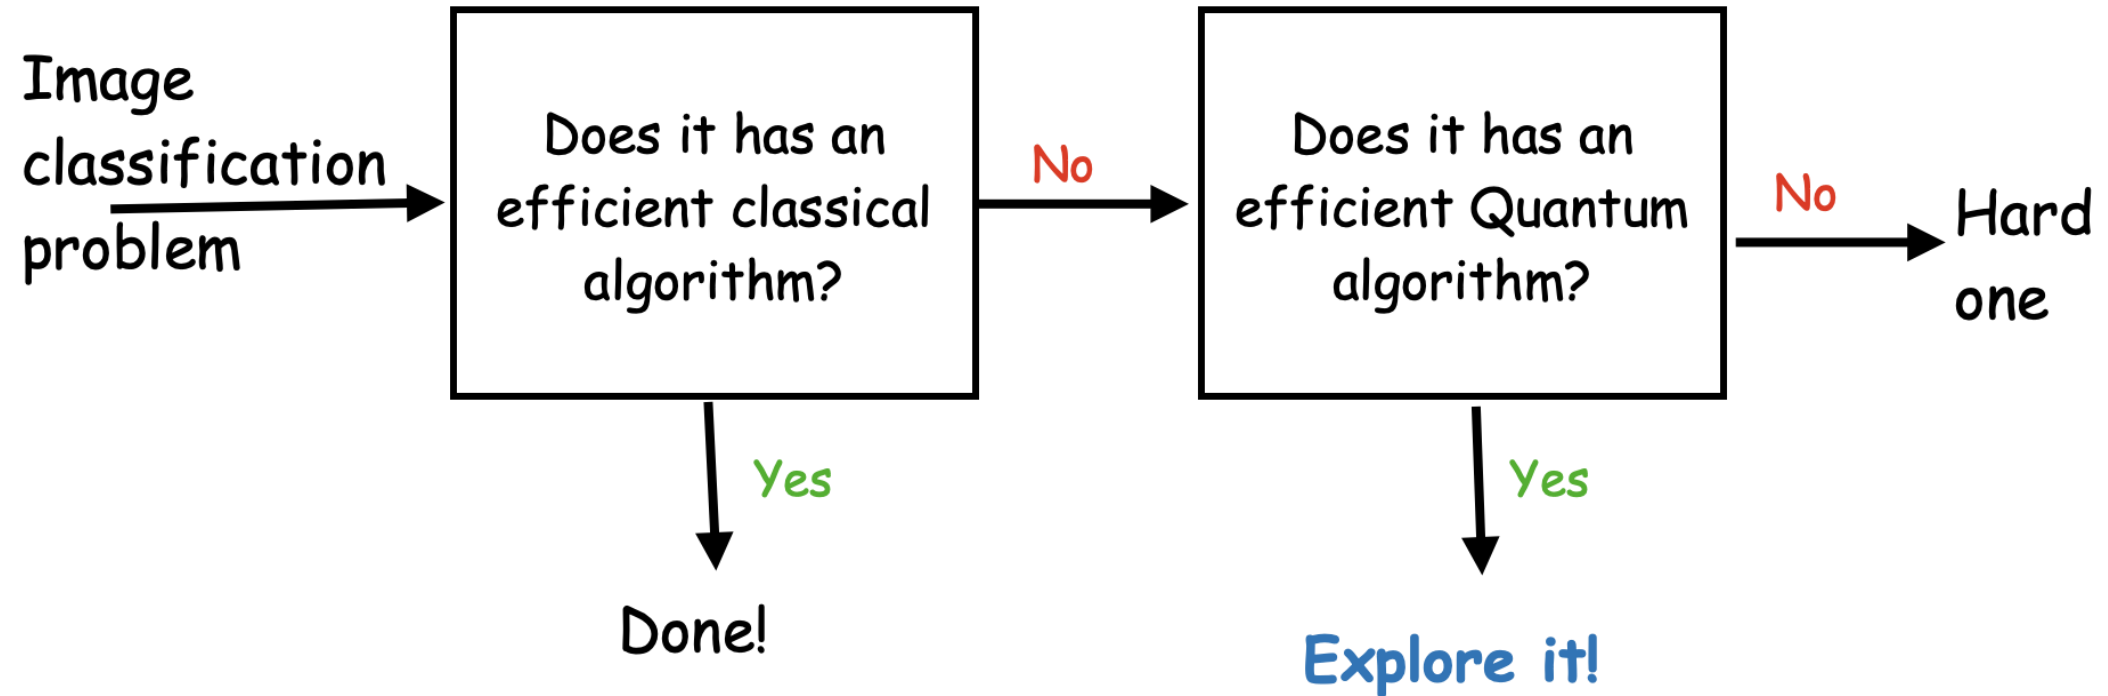 Image
classification
problem
Does it has an
efficient classical
algorithm?
No
Does it has an
efficient Quantum
algorithm?
No
Hard
one
Yes
Done!
Yes
Explore it!